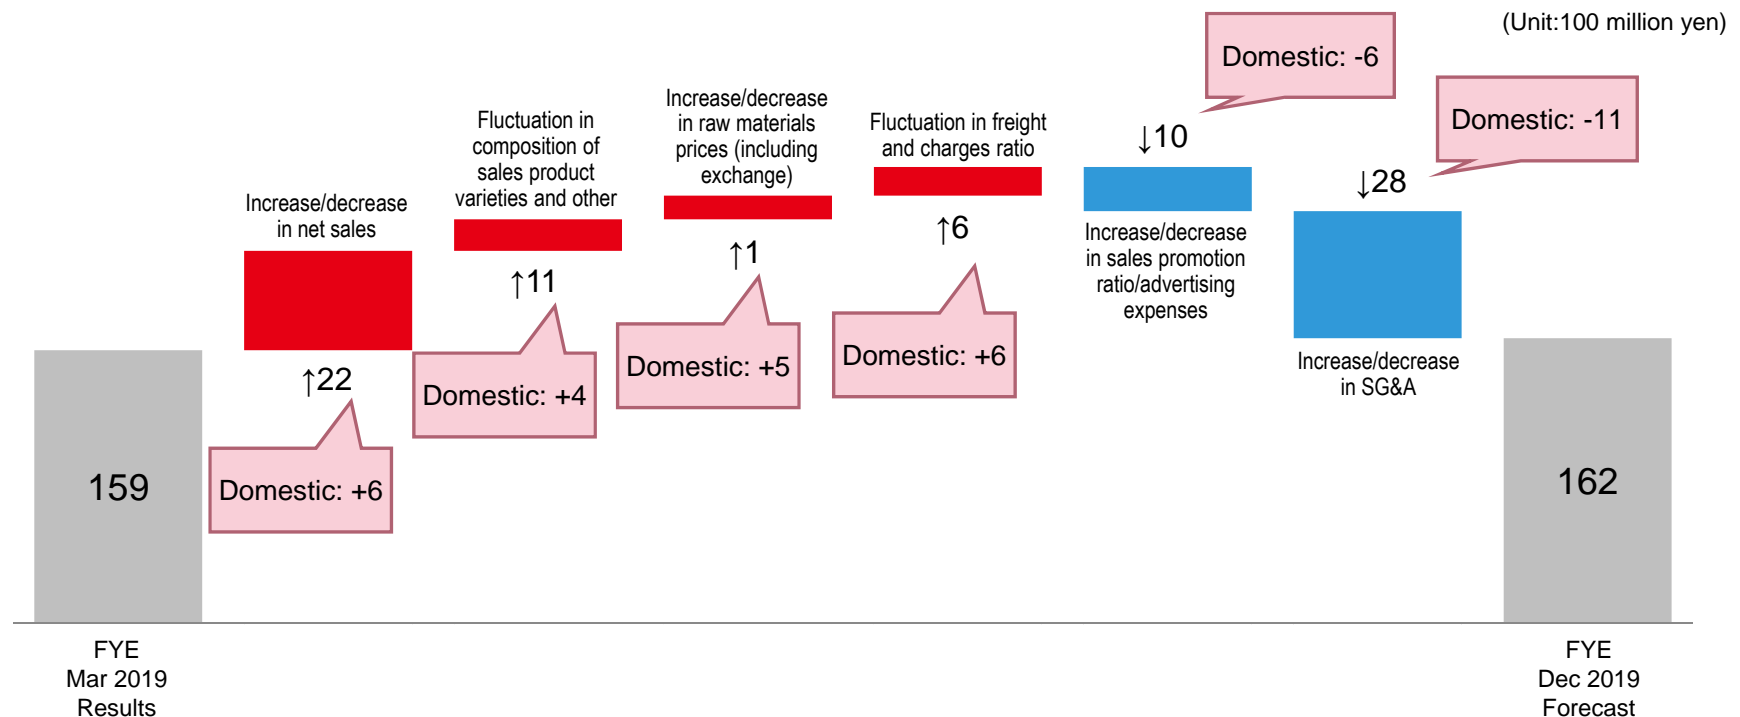 (Unit:100 million yen)
Domestic: -6
Domestic: -11
Increase/decrease
in net sales
↑22
Domestic: +6
Fluctuation in
composition of
sales product
varieties and other
↑11
Domestic: +4
Increase/decrease
in raw materials
prices (including
exchange)
↑1
Domestic: +5
Fluctuation in freight
and charges ratio
↑6
Domestic: +6
↓10
Increase/decrease
in sales promotion
ratio/advertising
expenses
↓28
Increase/decrease
in SG&A
159
162
FYE
Mar 2019
Results
FYE
Dec 2019
Forecast